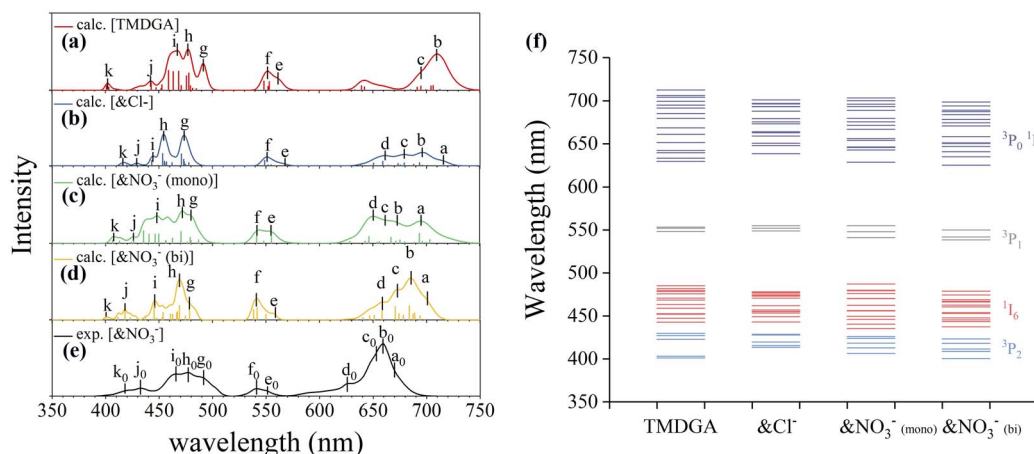 calc. [TMDGA]
(a)
k
j
i
h
g
f
e
c
b
calc. [&Cl-]
(b)
k
g
i
h
g
f
e
d
c
b
a
calc. [&NO₃⁻ (mono)]
(c)
k
j
i
h
g
f
e
d
c
b
a
calc. [&NO₃⁻ (bi)]
(d)
k
j
i
h
g
f
e
d
c
b
a
exp. [&NO₃⁻]
(e)
k₀
j₀
i₀
h₀
g₀
f₀
e₀
d₀
c₀
b₀
a₀
Intensity
350 400 450 500 550 600 650 700 750
wavelength (nm)
(f)
Wavelength (nm)
750
700
650
600
550
500
450
400
350
³P₀
³P₁
¹I₆
³P₂
TMDGA &Cl⁻ &NO₃⁻ (mono) &NO₃⁻ (bi)